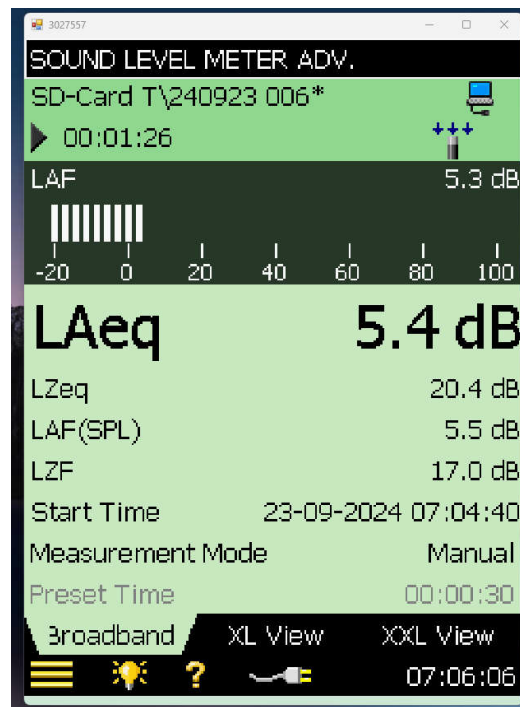 3027557
SOUND LEVEL METER ADV.
SD-Card T\240923 006*
00:01:26
LAF 5.3 dB
-20 0 20 40 60 80 100
LAeq 5.4 dB
LZeq 20.4 dB
LAF(SPL) 5.5 dB
LZF 17.0 dB
Start Time 23-09-2024 07:04:40
Measurement Mode Manual
Preset Time 00:00:30
Broadband XL View XXL View
? 07:06:06